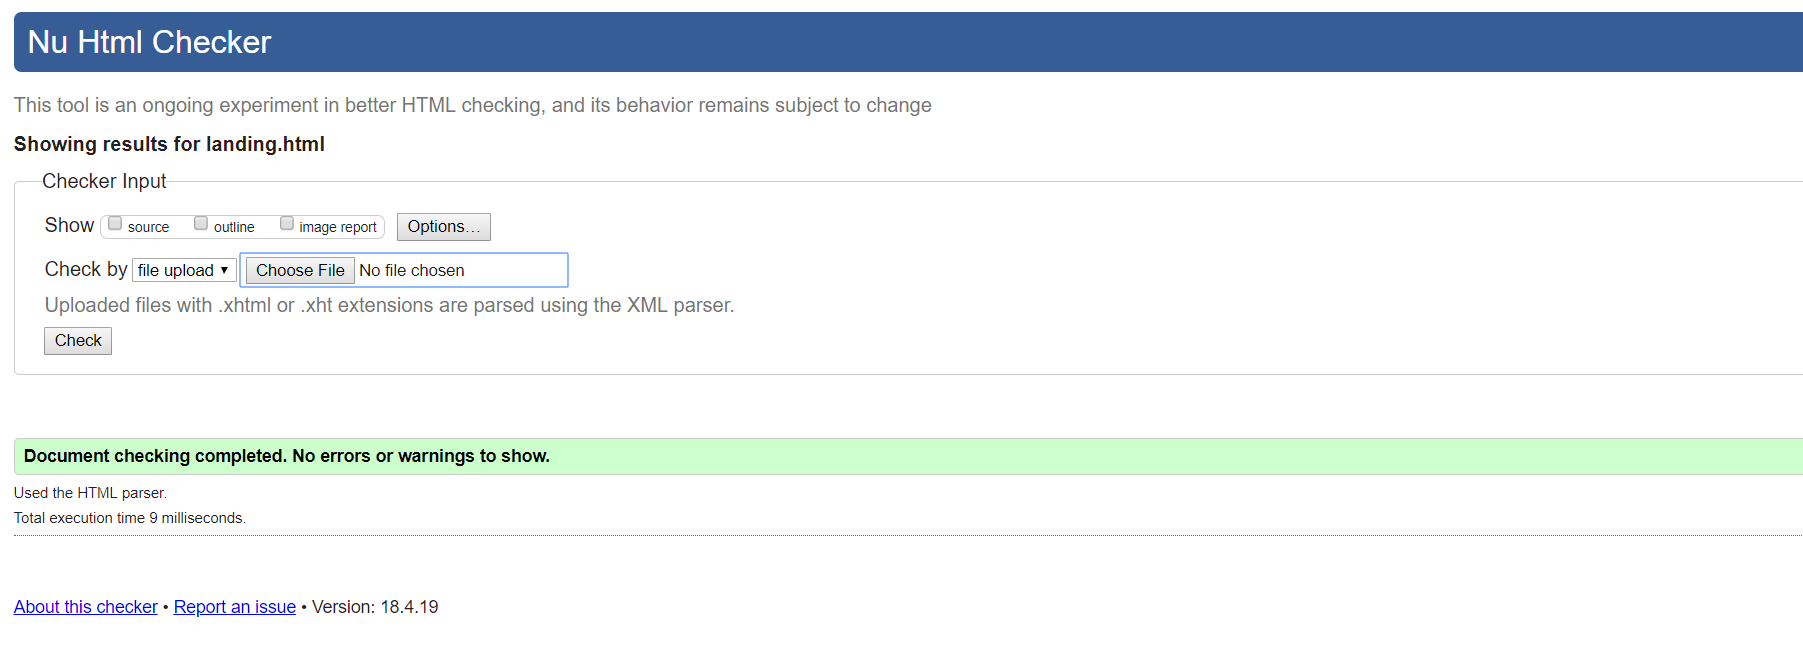 Nu Html Checker
This tool is an ongoing experiment in better HTML checking, and its behavior remains subject to change
Showing results for landing.html
Checker Input
Show source outline image report Options...
Check by file upload ▼ Choose File No file chosen
Uploaded files with .xhtml or .xht extensions are parsed using the XML parser.
Check
Document checking completed. No errors or warnings to show.
Used the HTML parser.
Total execution time 9 milliseconds.
About this checker • Report an issue • Version: 18.4.19